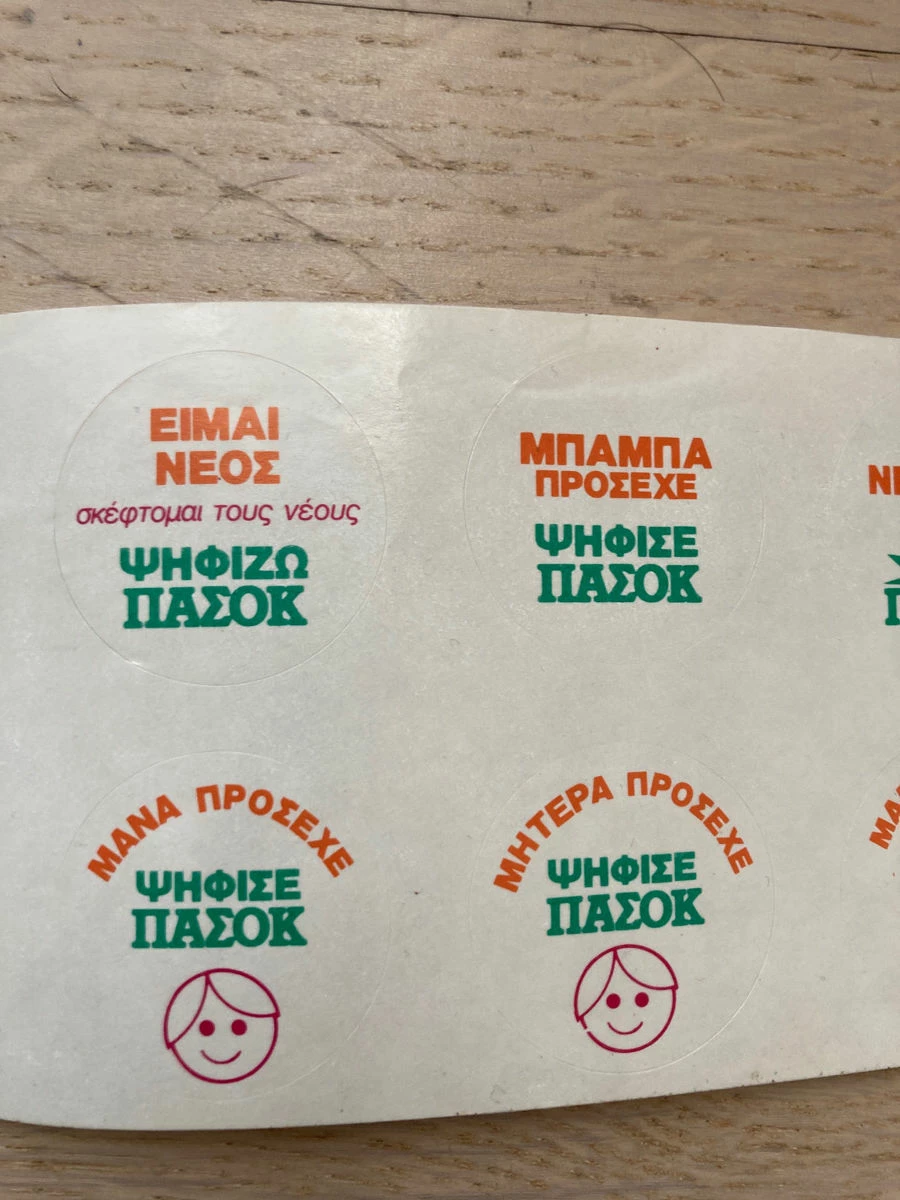 ΕΙΜΑΙ
ΝΕΟΣ
σκέφτομαι τους νέους
ΨΗΦΙΖΩ
ΠΑΣΟΚ
ΜΠΑΜΠΑ
ΠΡΟΣΕΧΕ
ΨΗΦΙΣΕ
ΠΑΣΟΚ
ΜΑΝΑ ΠΡΟΣΕΧΕ
ΨΗΦΙΣΕ
ΠΑΣΟΚ
ΜΗΤΕΡΑ ΠΡΟΣΕΧΕ
ΨΗΦΙΣΕ
ΠΑΣΟΚ